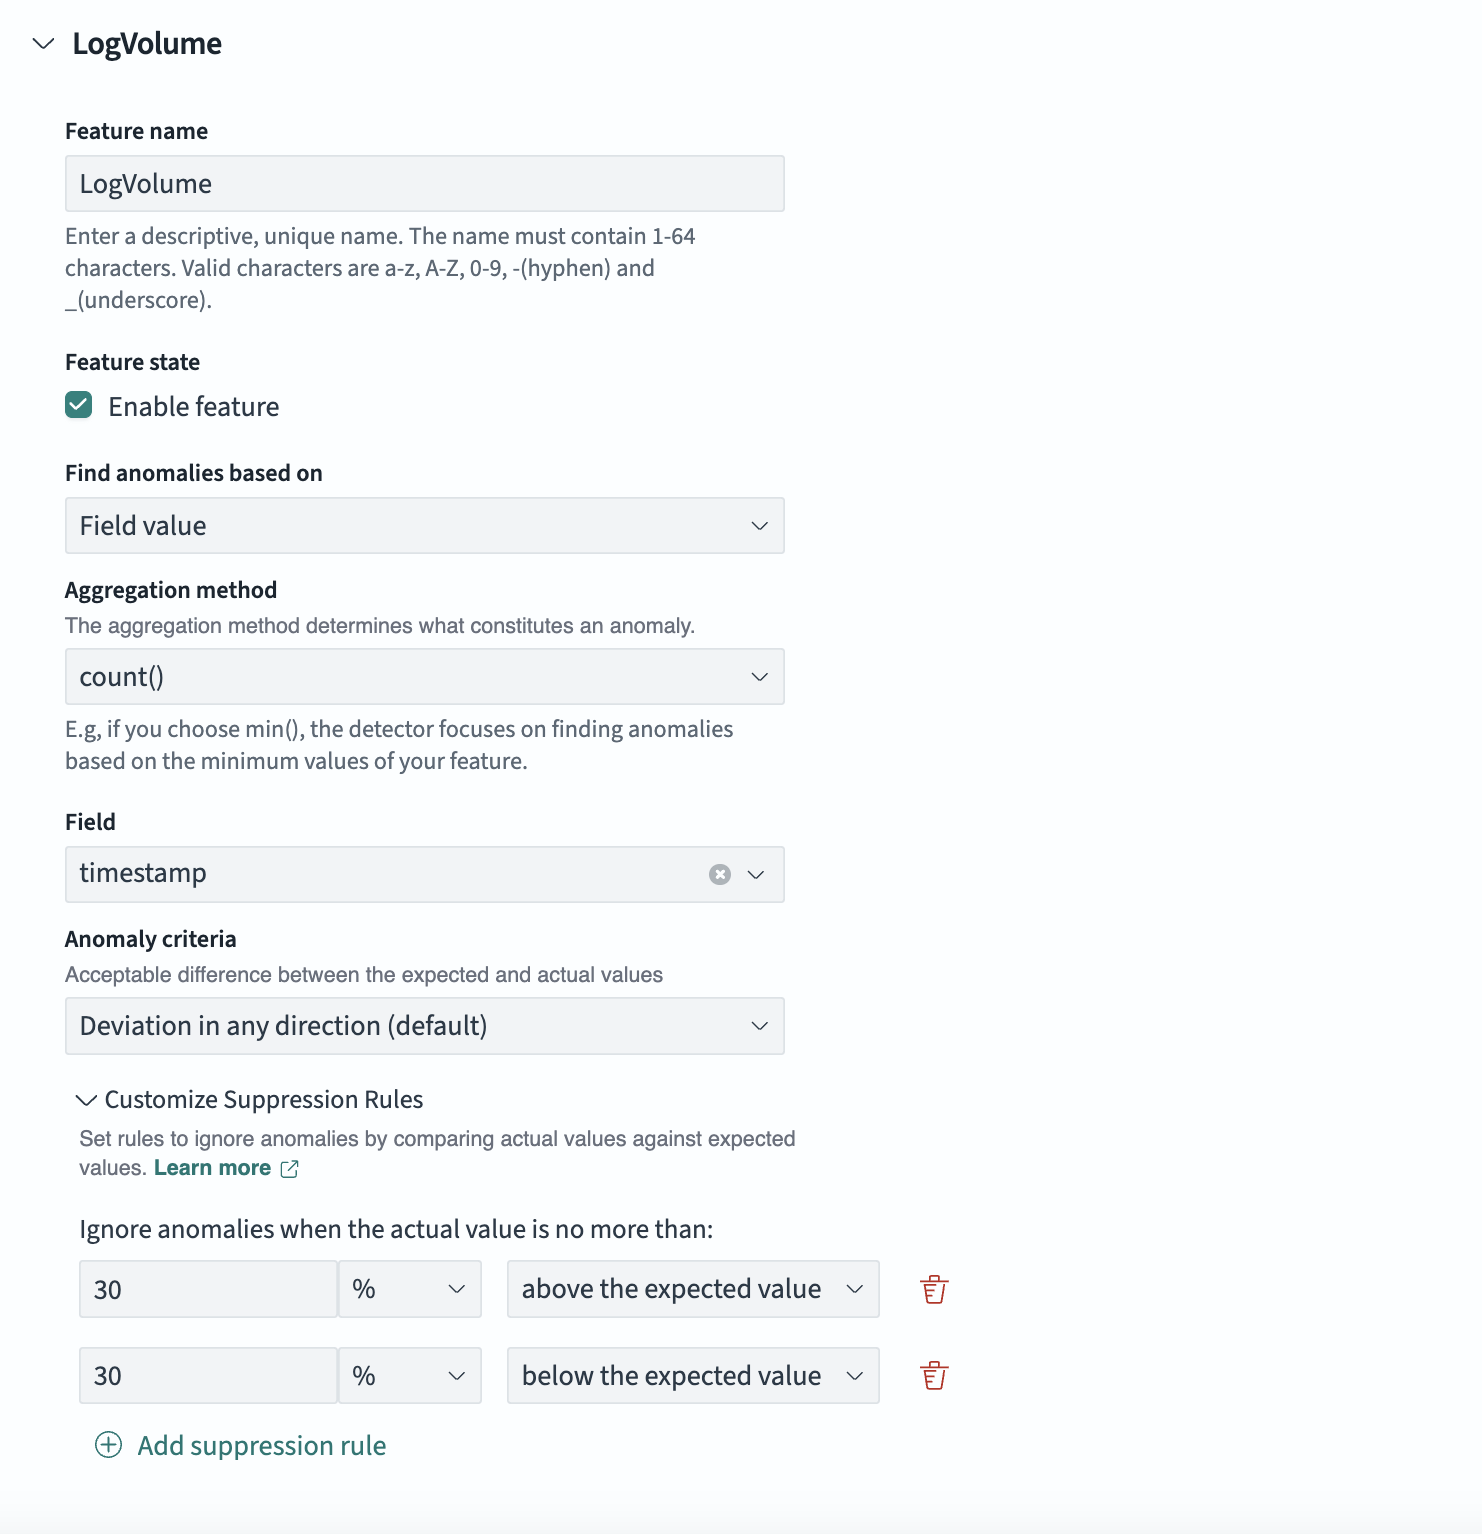 LogVolume
Feature name
LogVolume
Enter a descriptive, unique name. The name must contain 1-64
characters. Valid characters are a-z, A-Z, 0-9, -(hyphen) and
_(underscore).
Feature state
Enable feature
Find anomalies based on
Field value
Aggregation method
The aggregation method determines what constitutes an anomaly.
count()
E.g, if you choose min(), the detector focuses on finding anomalies
based on the minimum values of your feature.
Field
timestamp
Anomaly criteria
Acceptable difference between the expected and actual values
Deviation in any direction (default)
Customize Suppression Rules
Set rules to ignore anomalies by comparing actual values against expected
values. Learn more
Ignore anomalies when the actual value is no more than:
30 % above the expected value
30 % below the expected value
Add suppression rule